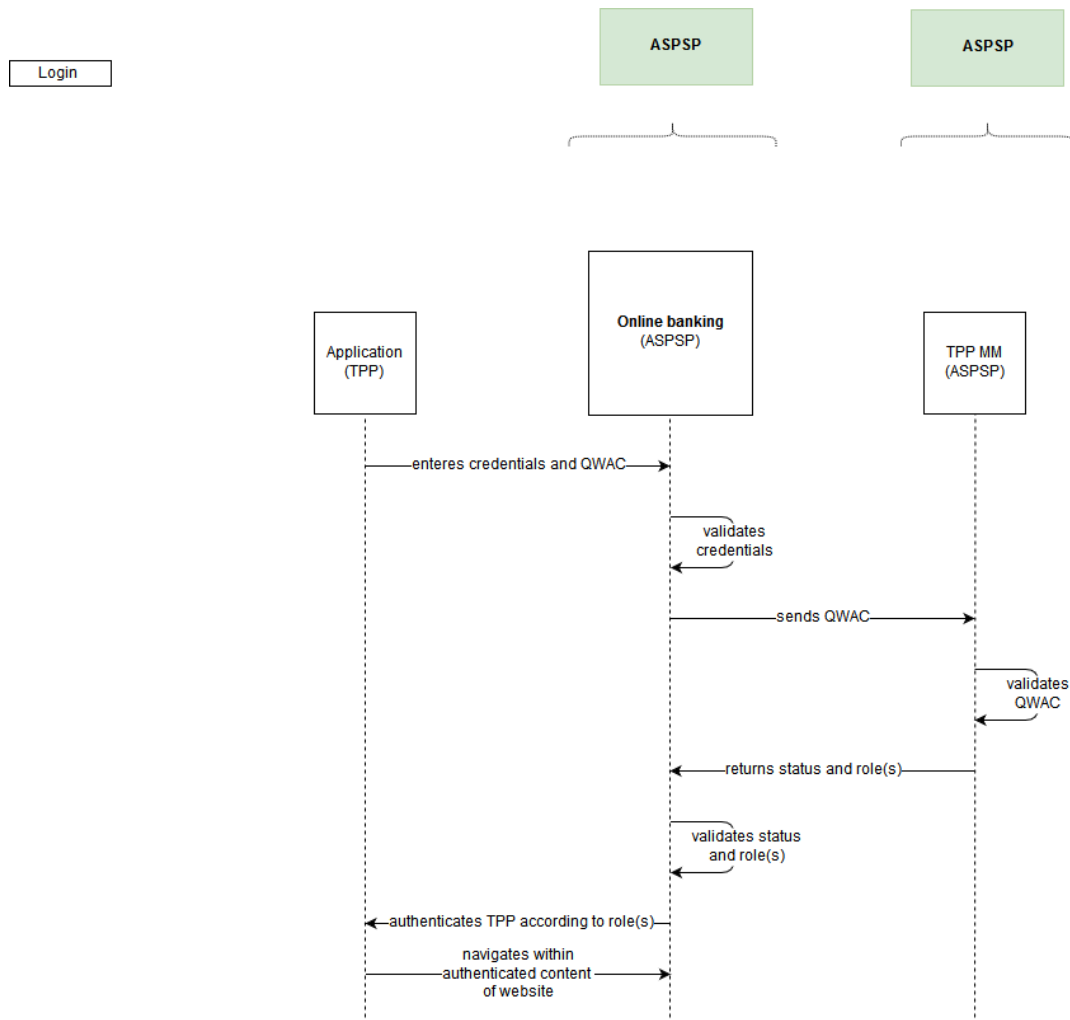 ASPSP
ASPSP
Login
Online banking
(ASPSP)
Application
(TPP)
TPP MM
(ASPSP)
enteres credentials and QWAC
validates
credentials
sends QWAC
validates
QWAC
returns status and role(s)
validates status
and role(s)
authenticates TPP according to role(s)
navigates within
authenticated content
of website